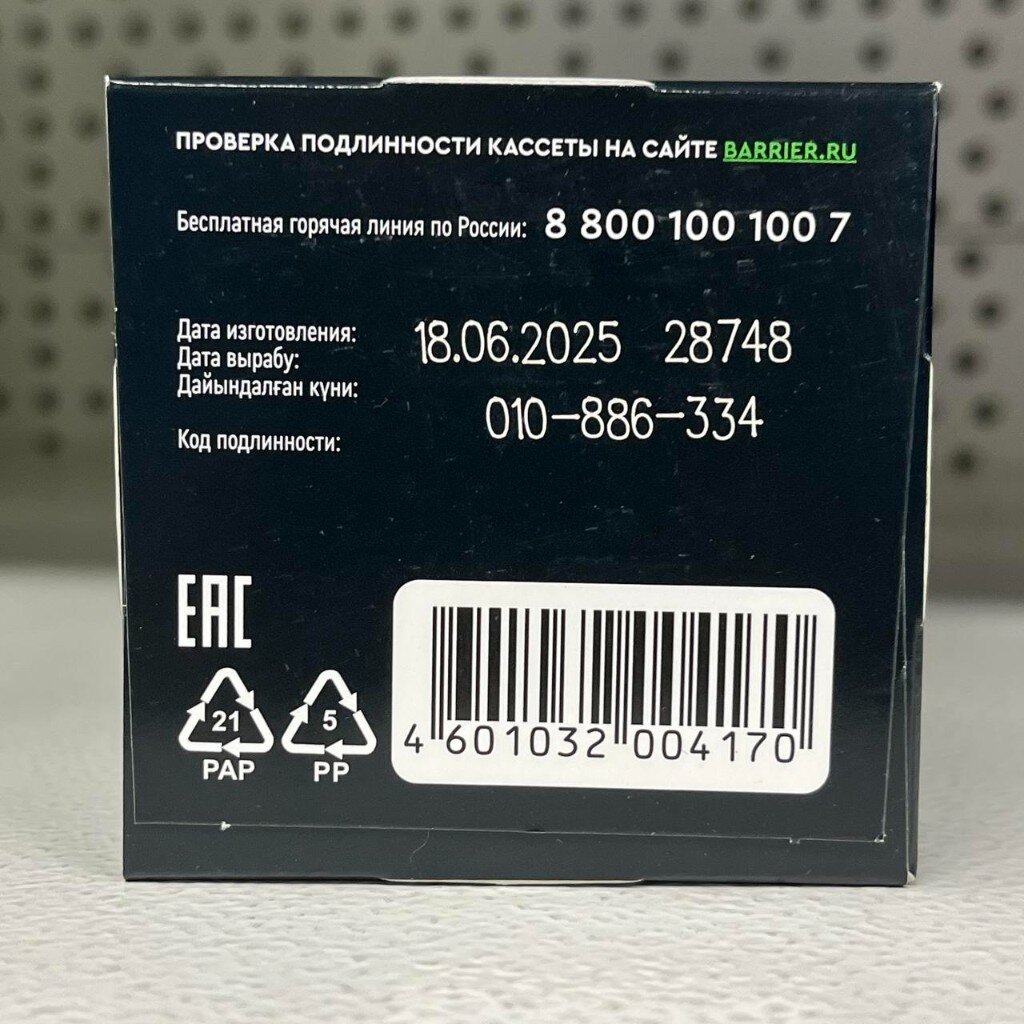 ПРОВЕРКА ПОДЛИННОСТИ КАССЕТЫ НА САЙТЕ BARRIER.RU
Бесплатная горячая линия по России: 8 800 100 100 7
Дата изготовления: 18.06.2025 28748
Дата вырабу:
Дайындалған күни:
010-886-334
Код подлинности:
EAC
21
PAP
5
PP
4 601032 004170